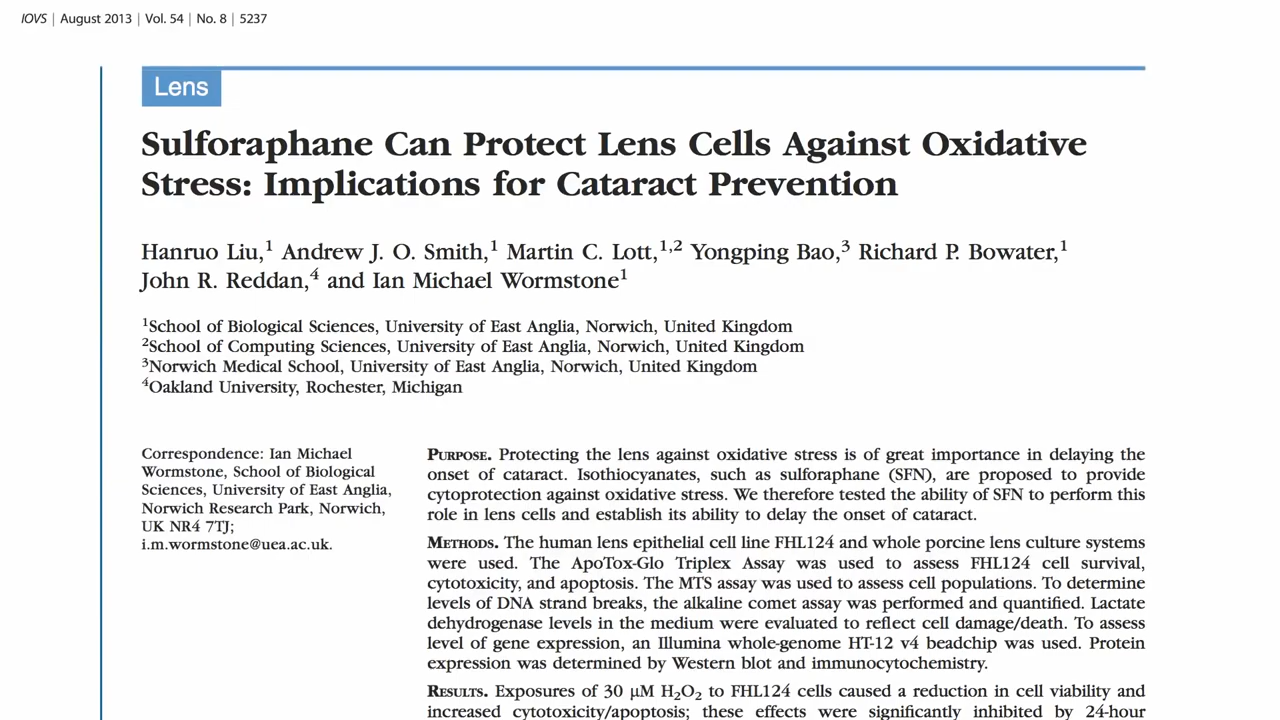 IOVS | August 2013 | Vol. 54 | No. 8 | 5237
Lens
Sulforaphane Can Protect Lens Cells Against Oxidative
Stress: Implications for Cataract Prevention
Hanruo Liu,1 Andrew J. O. Smith,1 Martin C. Lott,1,2 Yongping Bao,3 Richard P. Bowater,1
John R. Reddan,4 and Ian Michael Wormstone1
1School of Biological Sciences, University of East Anglia, Norwich, United Kingdom
2School of Computing Sciences, University of East Anglia, Norwich, United Kingdom
3Norwich Medical School, University of East Anglia, Norwich, United Kingdom
4Oakland University, Rochester, Michigan
Correspondence: Ian Michael
Wormstone, School of Biological
Sciences, University of East Anglia,
Norwich Research Park, Norwich,
UK NR4 7TJ;
i.m.wormstone@uea.ac.uk.
PURPOSE. Protecting the lens against oxidative stress is of great importance in delaying the
onset of cataract. Isothiocyanates, such as sulforaphane (SFN), are proposed to provide
cytoprotection against oxidative stress. We therefore tested the ability of SFN to perform this
role in lens cells and establish its ability to delay the onset of cataract.
METHODS. The human lens epithelial cell line FHL124 and whole porcine lens culture systems
were used. The ApoTox-Glo Triplex Assay was used to assess FHL124 cell survival,
cytotoxicity, and apoptosis. The MTS assay was used to assess cell populations. To determine
levels of DNA strand breaks, the alkaline comet assay was performed and quantified. Lactate
dehydrogenase levels in the medium were evaluated to reflect cell damage/death. To assess
level of gene expression, an Illumina whole-genome HT-12 v4 beadchip was used. Protein
expression was determined by Western blot and immunocytochemistry.
RESULTS. Exposures of 30 μM H2O2 to FHL124 cells caused a reduction in cell viability and
increased cytotoxicity/apoptosis; these effects were significantly inhibited by 24-hour